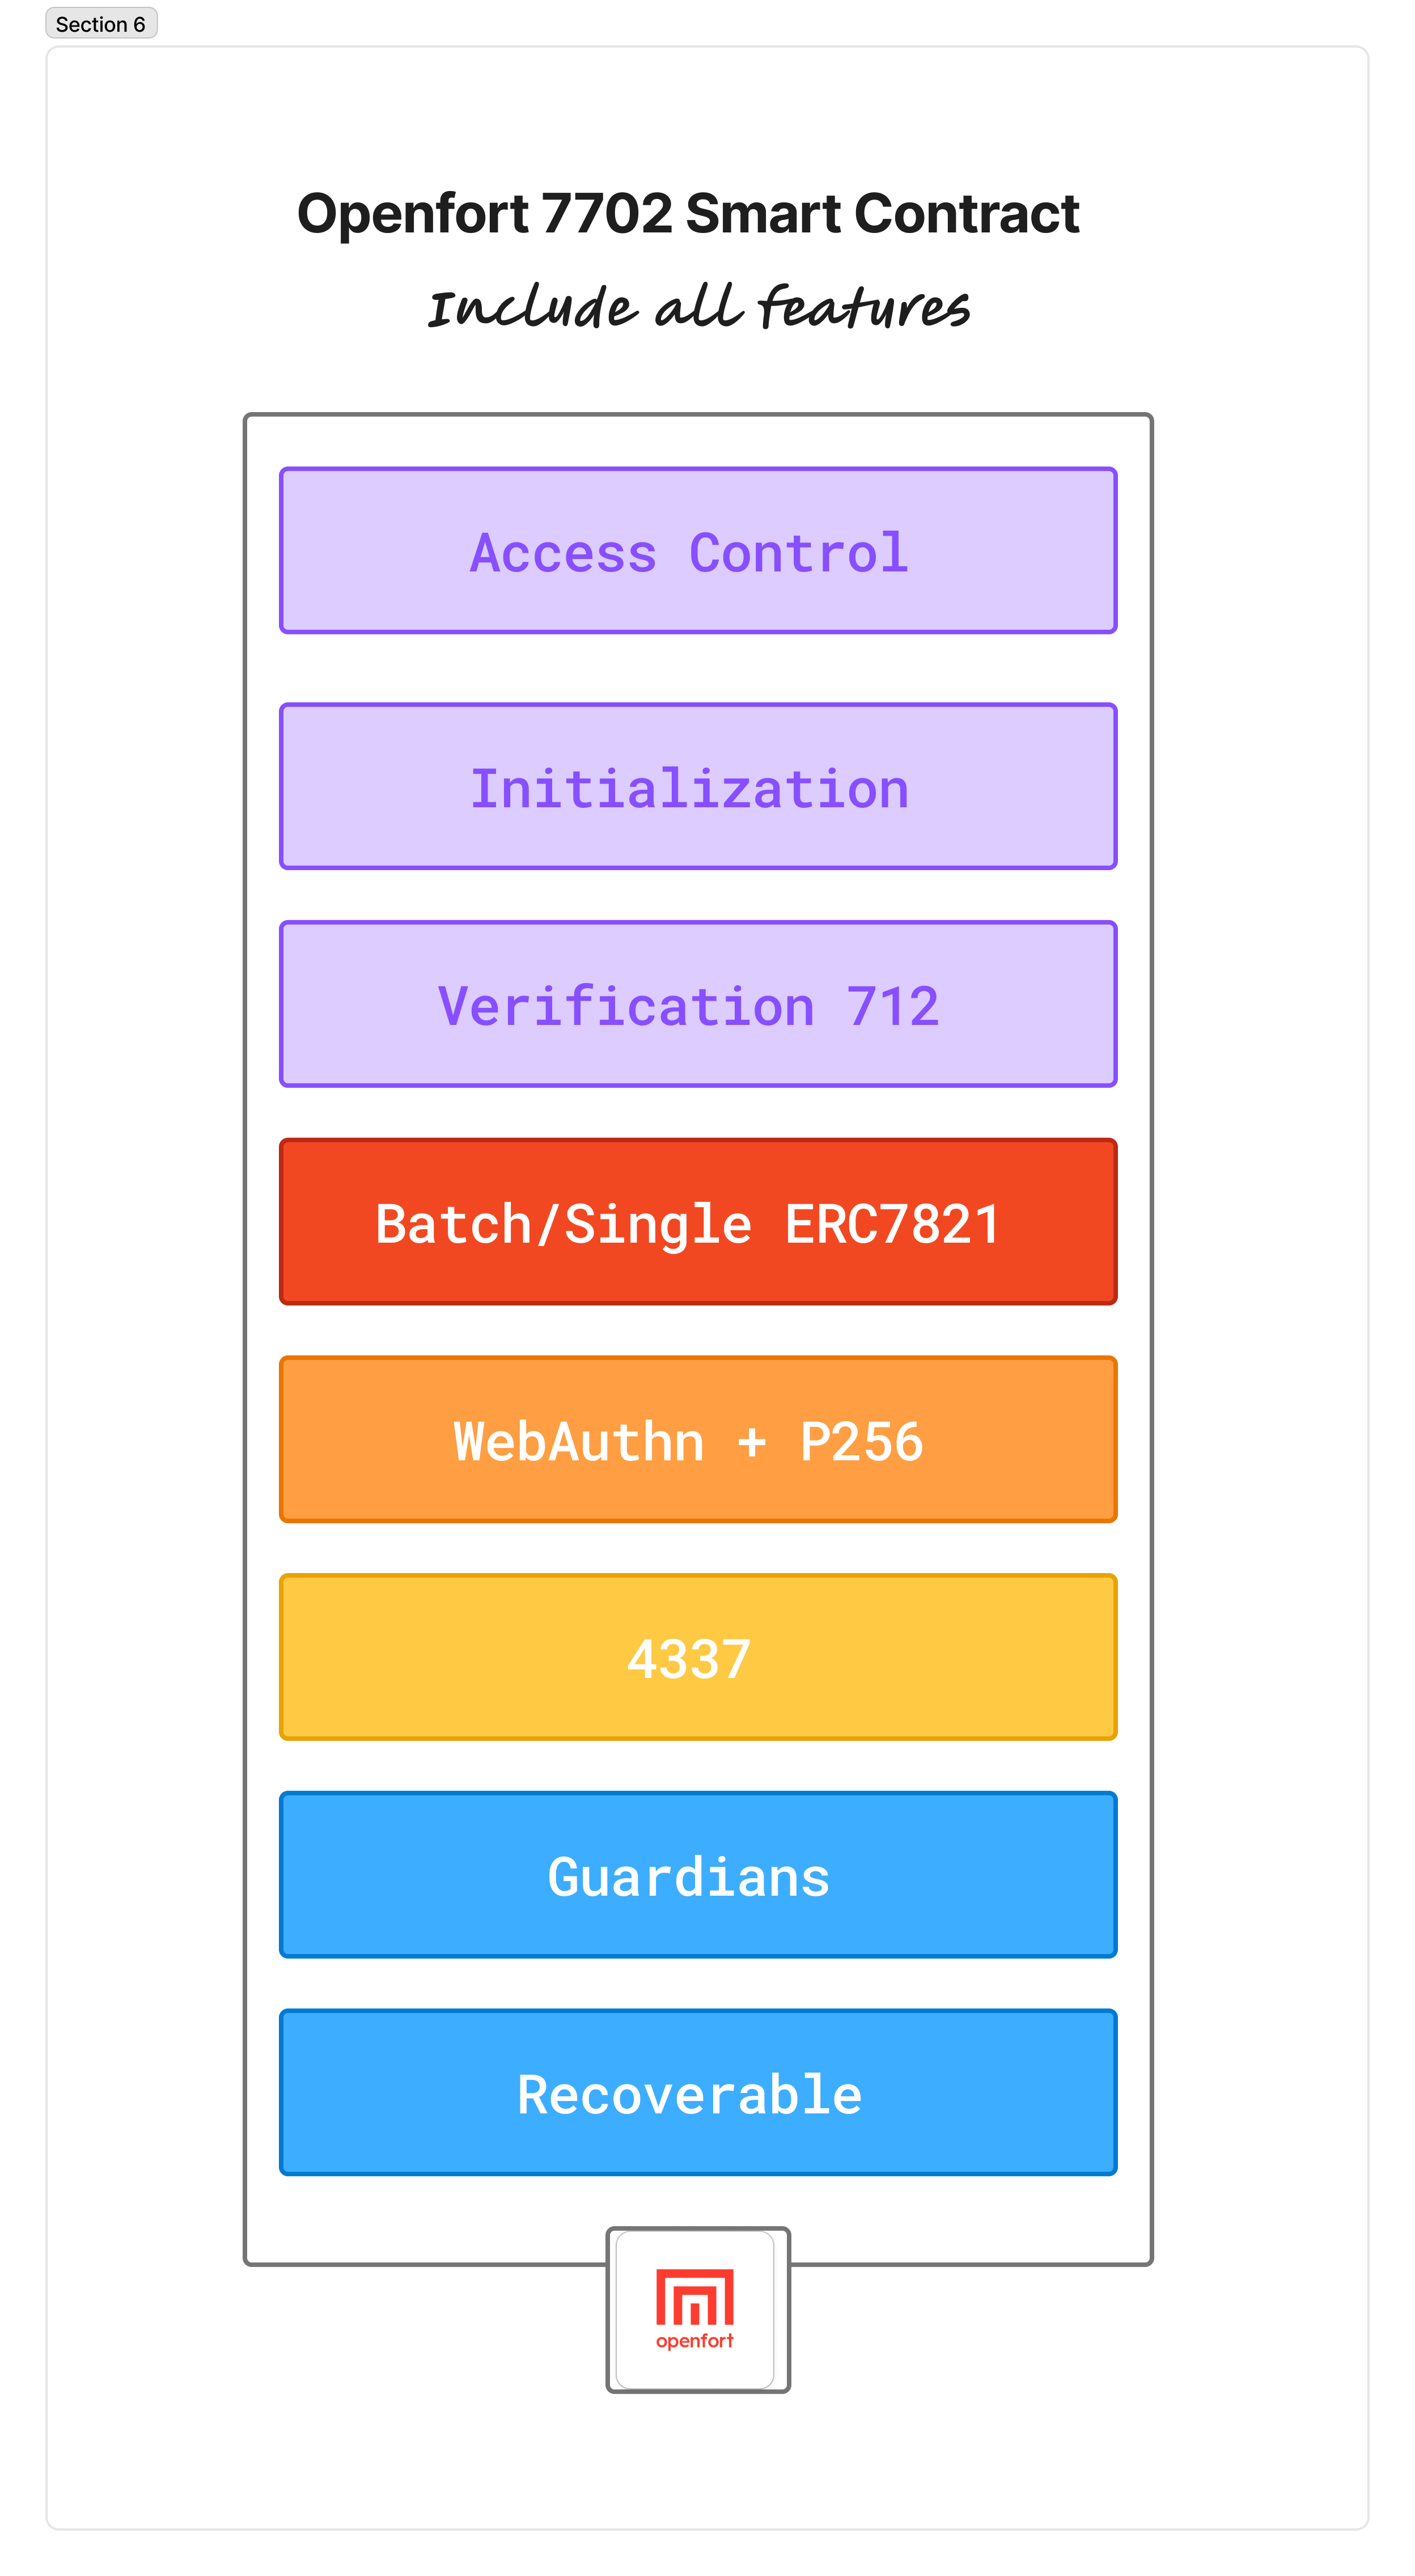 Section 6
Openfort 7702 Smart Contract
Include all features
Access Control
Initialization
Verification 712
Batch/Single ERC7821
WebAuthn + P256
4337
Guardians
Recoverable
openfort